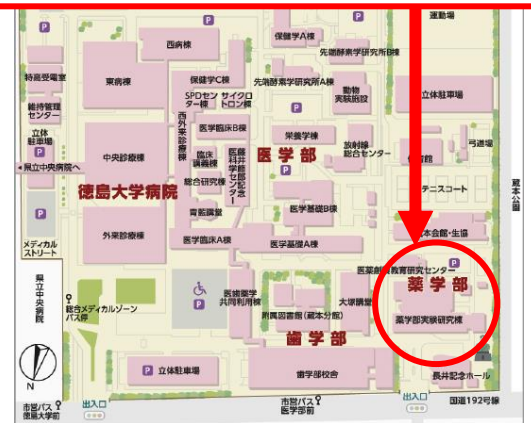 P
P
運動場
西病棟
保健学A棟
先端酵素学研究所B棟
特高受電室
東病棟
保健学C棟
先端酵素学研究所A棟
P
SPDセン
ター棟
サイクロ
トロン棟
動物
実験施設
立体駐車場
維持管理
センター
立体
駐車場
P
西外来診療棟
医学臨床B棟
P
栄養学棟
中央診療棟
臨床
講義棟
藤井節郎記念
医科学センター
医学部
放射線
総合センター
弓道場
県立中央病院へ
徳島大学病院
総合研究棟
P
テニスコート
蔵本公園
P
青藍講堂
医学基礎B棟
外来診療棟
医学臨床A棟
医学基礎A棟
本会館・生協
メディカル
ストリート
医薬創製教育研究センター
薬学部
P
県立中央病院
P
総合メディカルゾーン
バス停
医歯薬学
共同利用棟
大塚講堂
附属図書館(蔵本分館)
薬学部実験研究棟
歯学部
N
P
立体駐車場
歯学部校舎
P
長井記念ホール
市営バス
徳島大学前
出入口
市営バス
医学部前
出入口
国道192号線